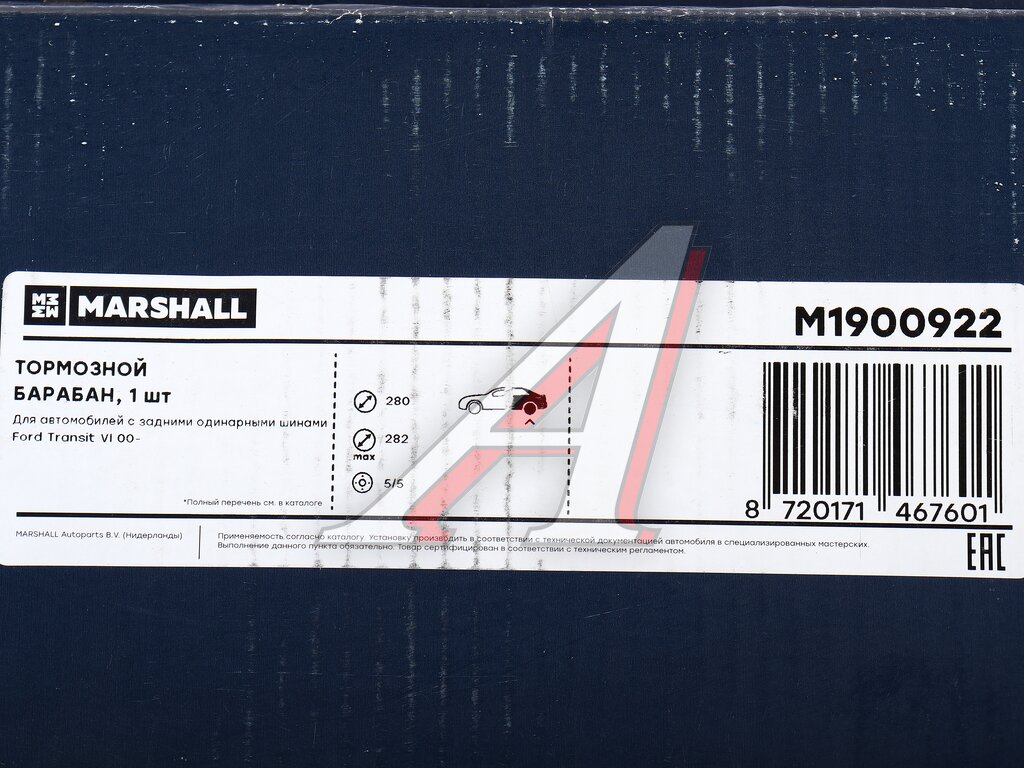 MARSHALL
M1900922
ТОРМОЗНОЙ
БАРАБАН, 1 шт
Для автомобилей с задними одинарными шинами
Ford Transit VI 00-
280
282
max
5/5
*Полный перечень см. в каталоге
8 720171 467601
MARSHALL Autoparts B.V. (Нидерланды)
Применяемость согласно каталогу. Установку производить в соответствии с технической документацией автомобиля в специализированных мастерских.
Выполнение данного пункта обязательно. Товар сертифицирован в соответствии с техническим регламентом.
EAC